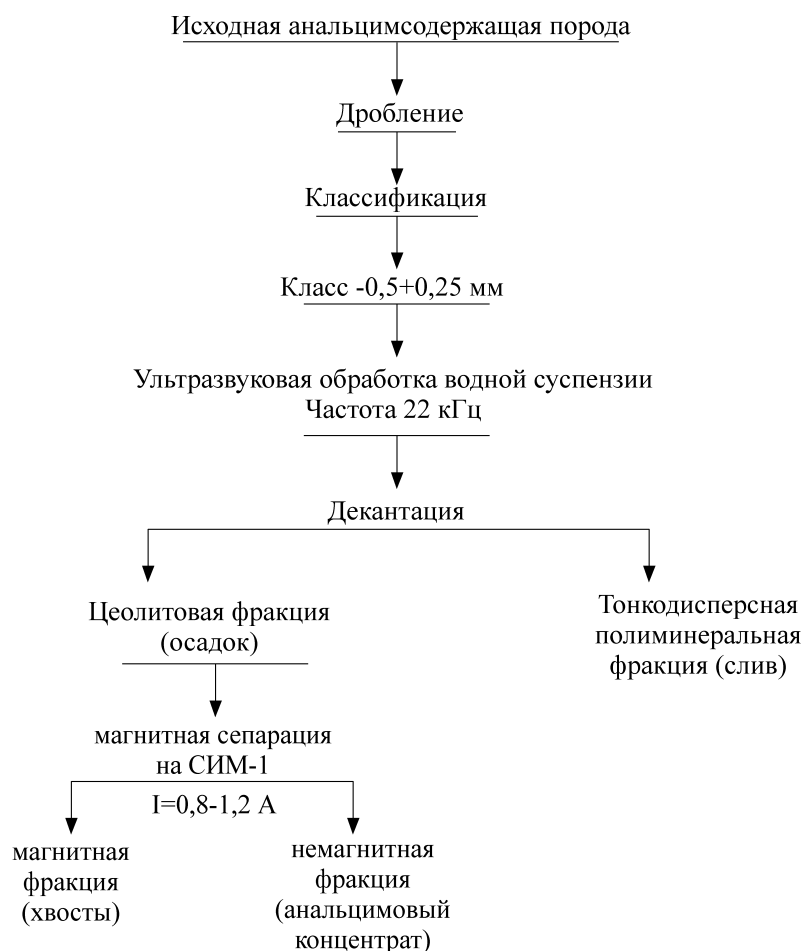 Исходная анальцимсодержащая порода
Дробление
Классификация
Класс -0,5+0,25 мм
Ультразвуковая обработка водной суспензии
Частота 22 кГц
Декантация
Цеолитовая фракция
(осадок)
Тонкодисперсная
полиминеральная
фракция (слив)
магнитная сепарация
на СИМ-1
I=0,8-1,2 А
магнитная
фракция
(хвосты)
немагнитная
фракция
(анальцимовый
концентрат)